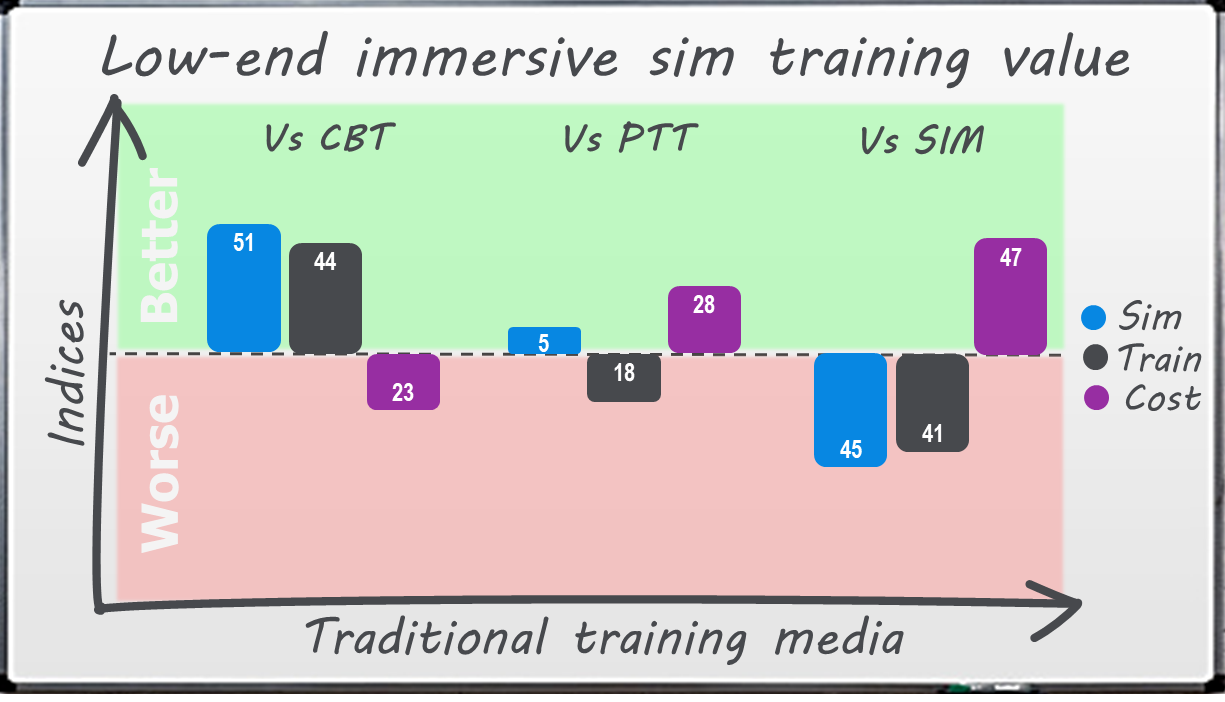 Low-end immersive sim training value
Vs CBT
Vs PTT
Vs SIM
Better
Worse
Indices
51
44
23
5
18
28
45
41
47
Sim
Train
Cost
Traditional training media